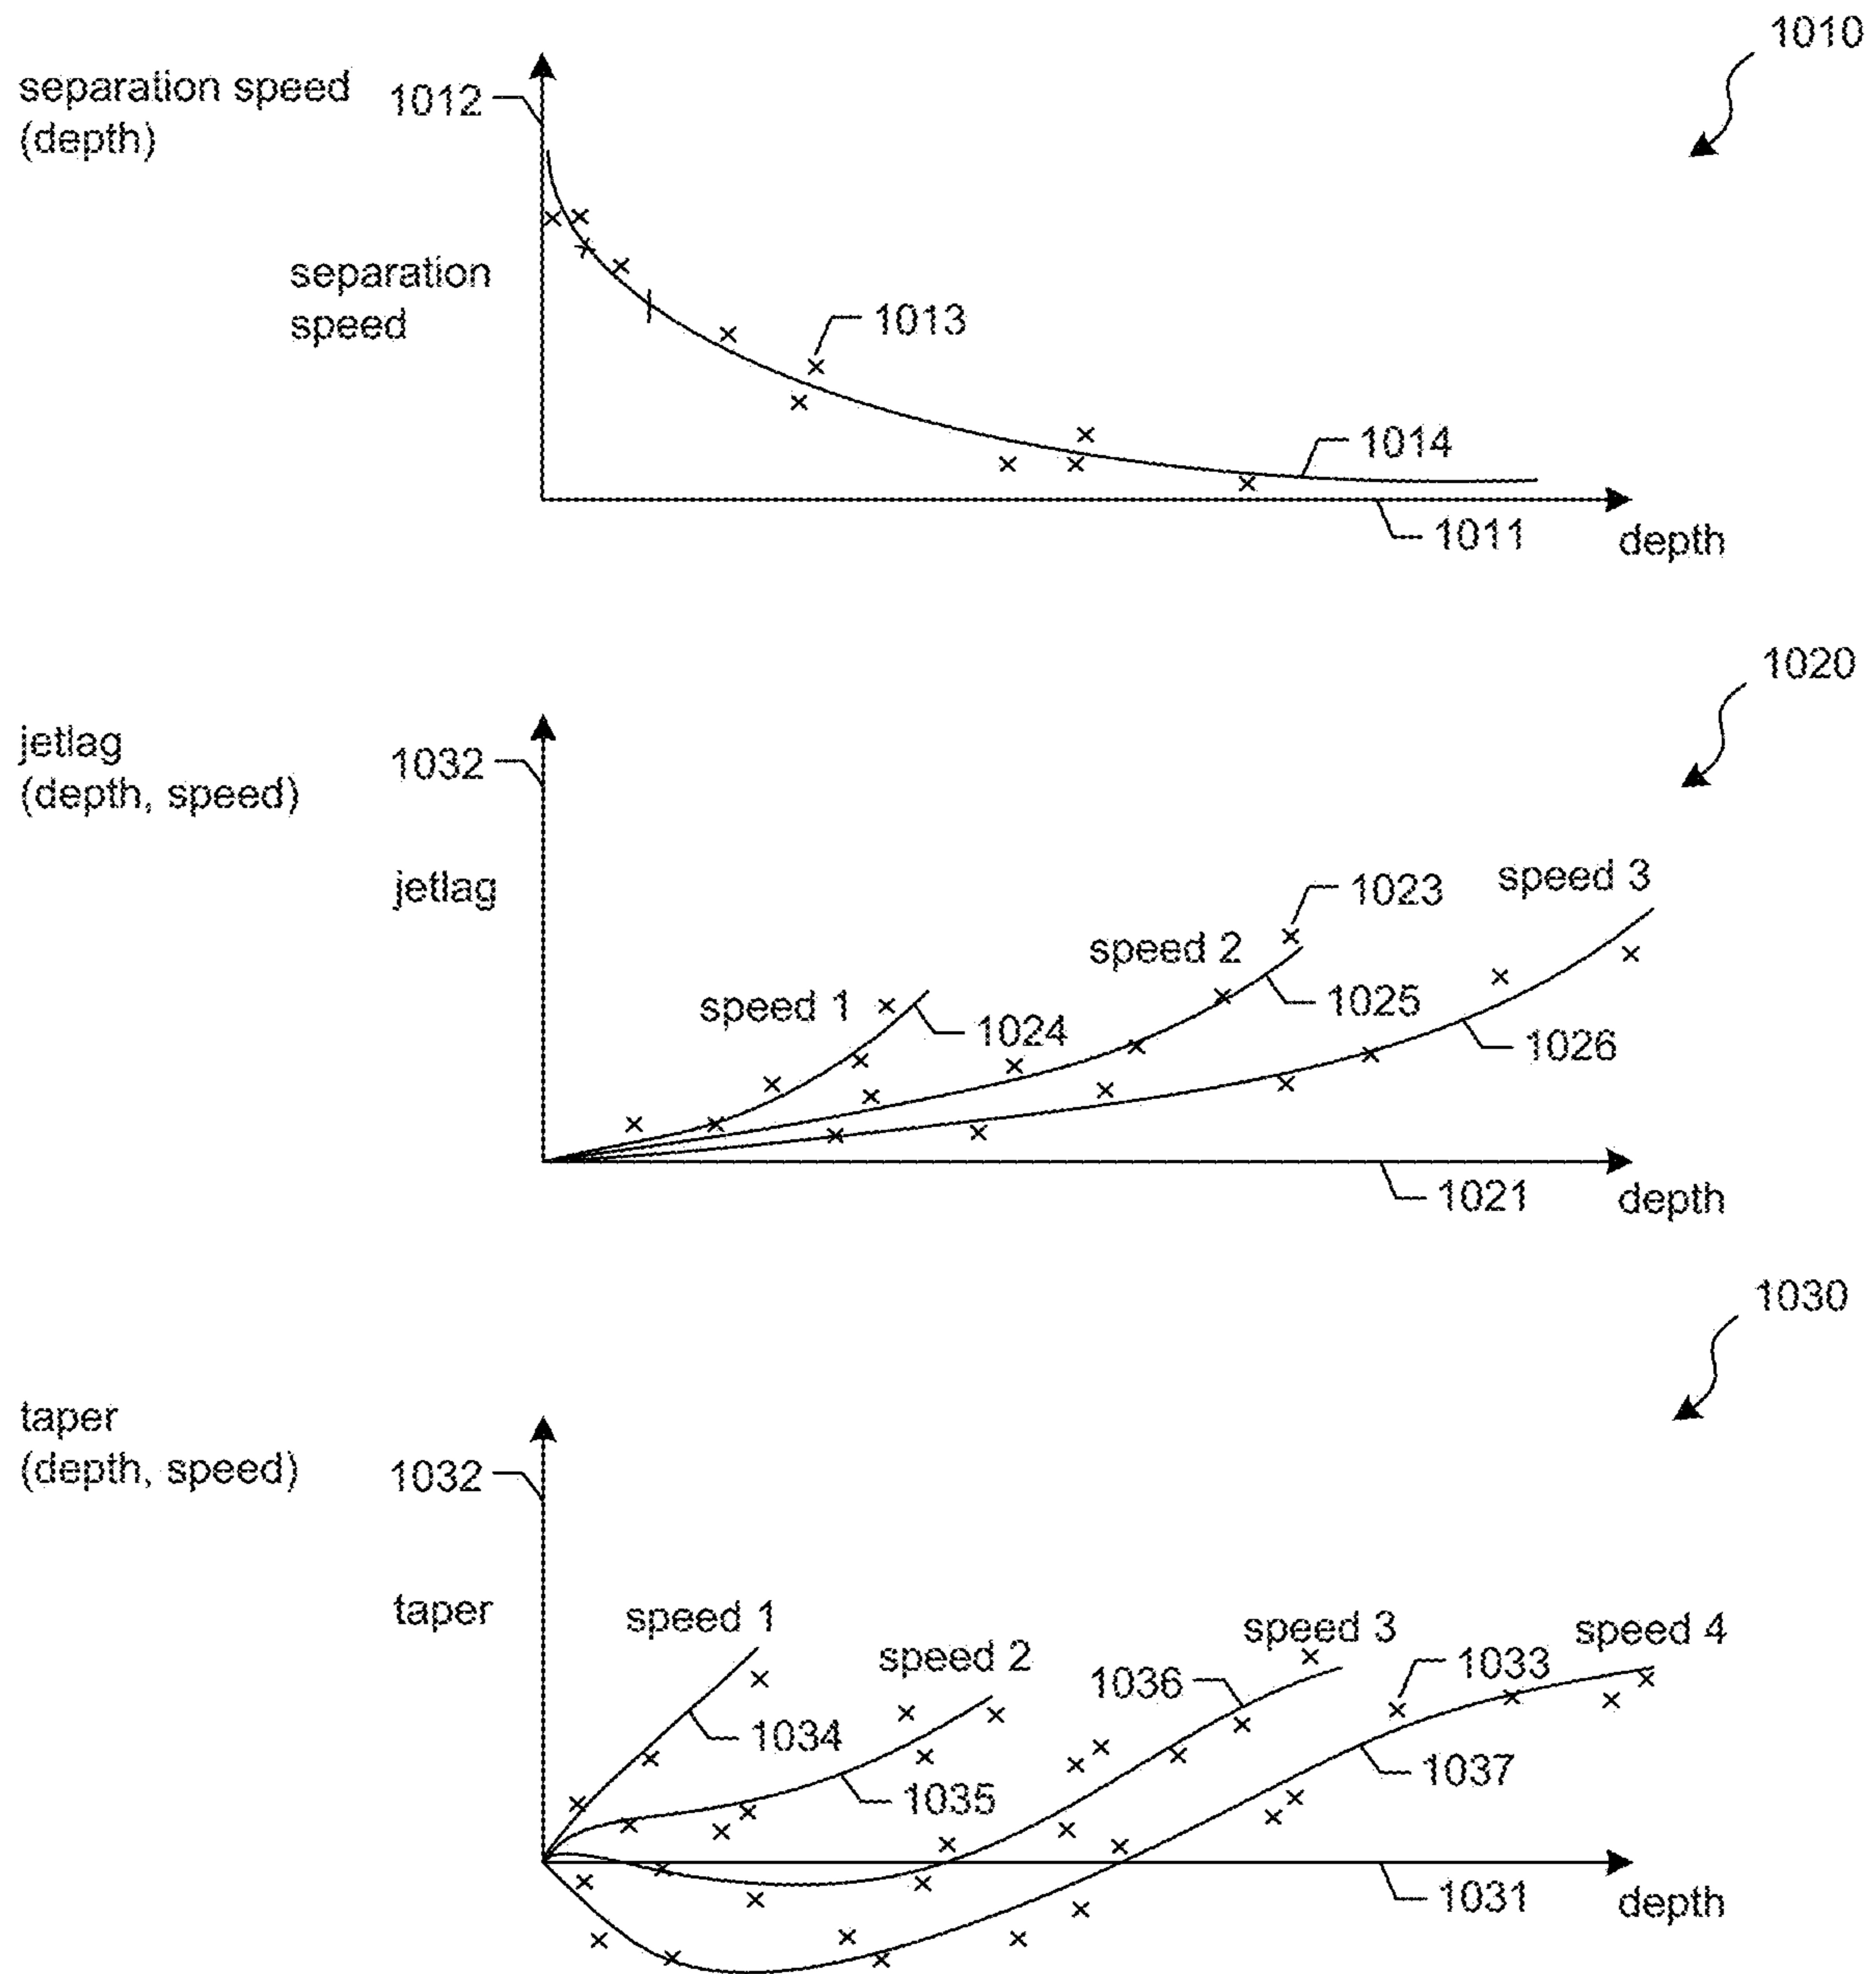 1010
separation speed
(depth)
1012
separation
speed
1013
1014
1011
depth
1020
jetlag
(depth, speed)
1032
jetlag
speed 3
1023
speed 2
speed 1
1025
1024
1026
1021
depth
1030
taper
(depth, speed)
1032
taper
speed 1
speed 2
speed 3
speed 4
1036
1033
1034
1035
1037
1031
depth